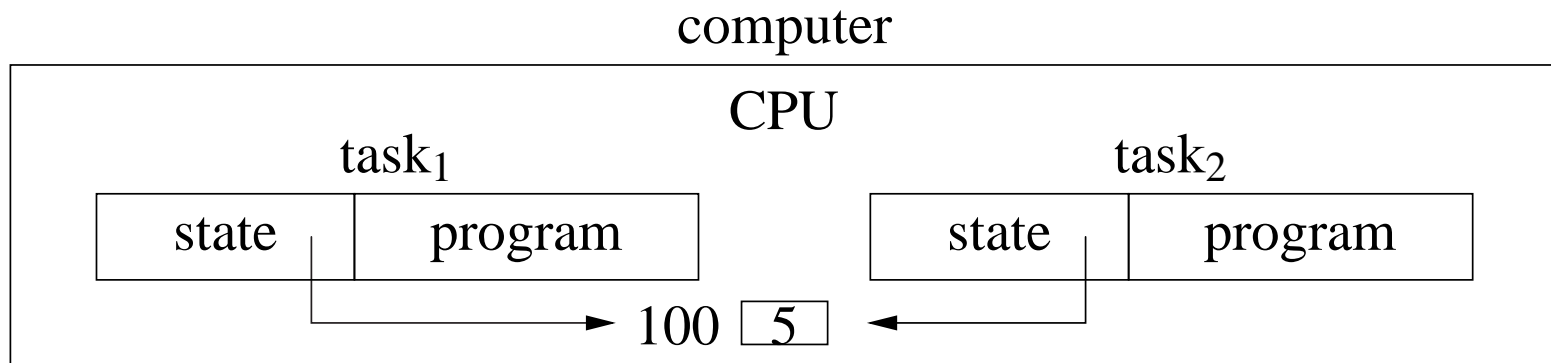 computer
CPU
task₁ task₂
state program state program
100 5